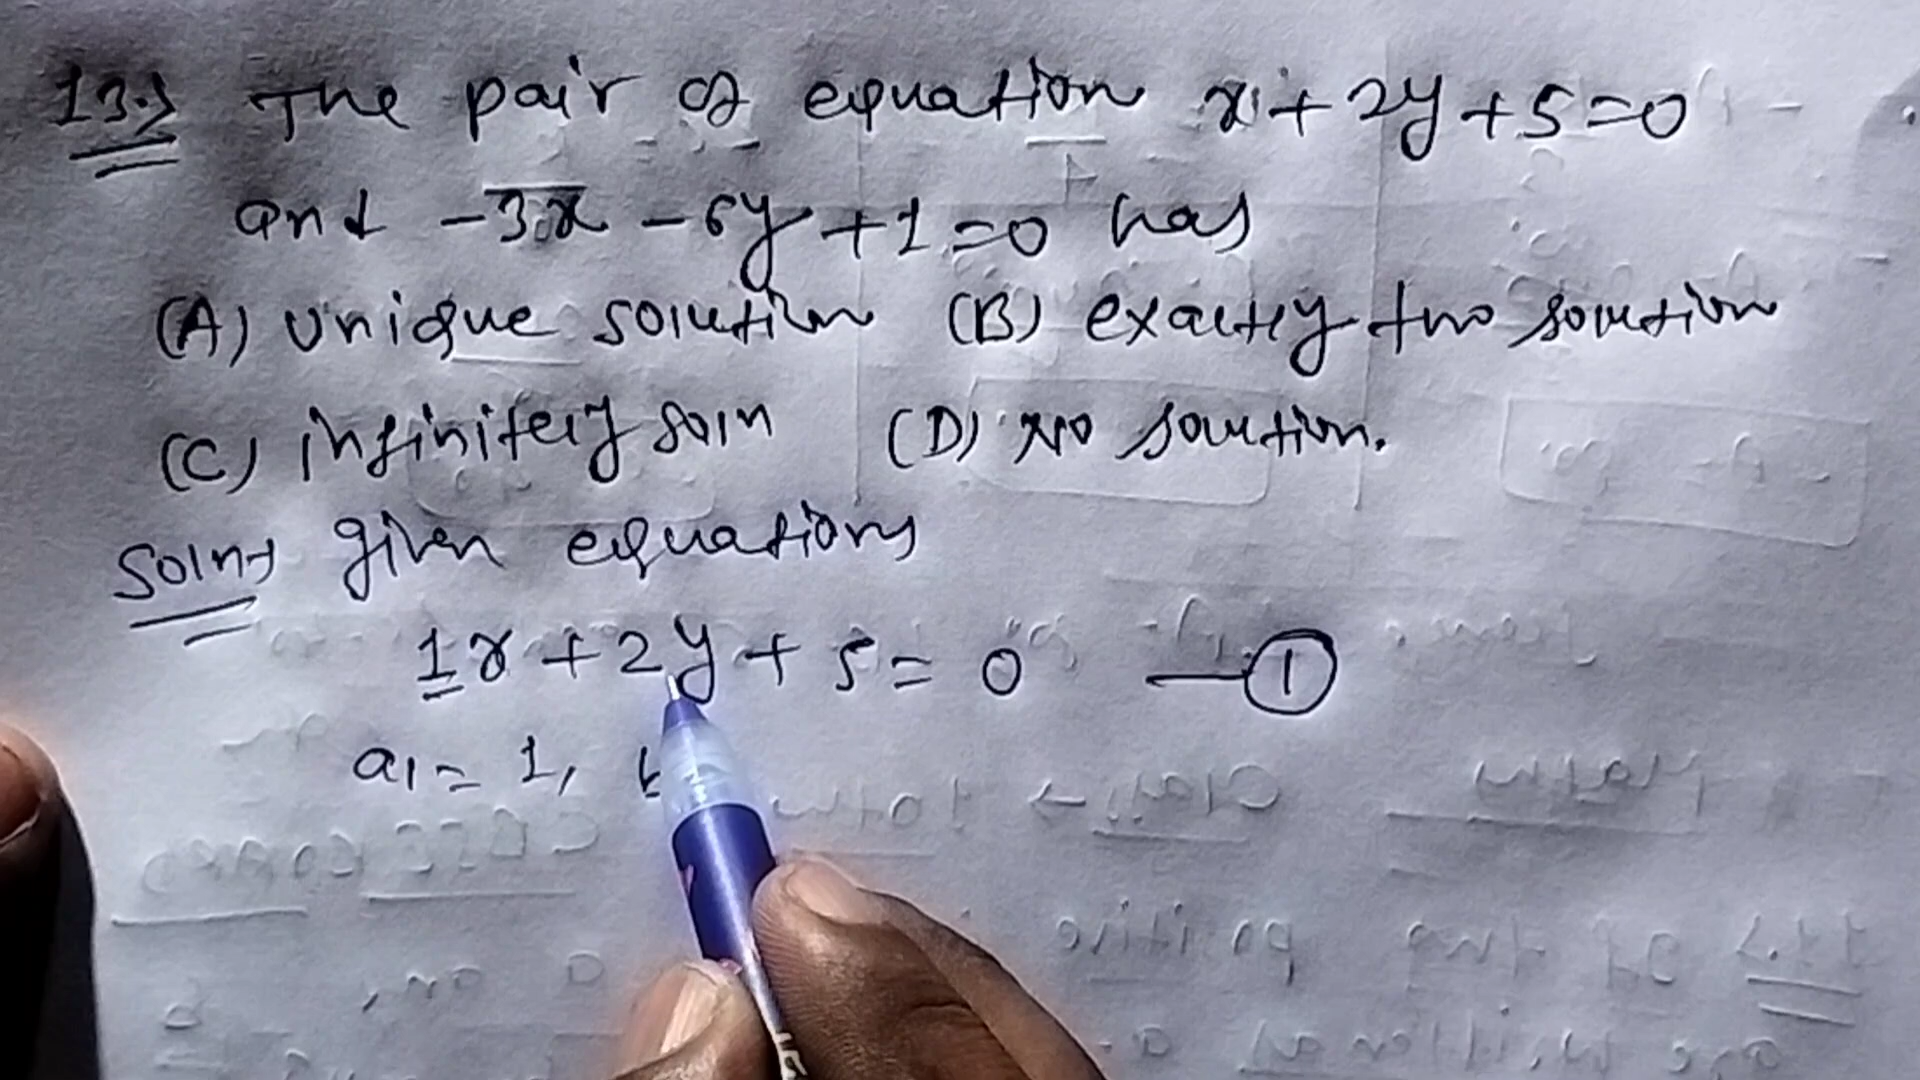 13.) The pair of equation x + 2y + 5 = 0
and -3x - 6y + 1 = 0 has
(A) unique solution (B) exactly two solution
(C) infinitely soln (D) No solution.
Soln) given equations
1x + 2y + 5 = 0 — ①
a1 = 1, b